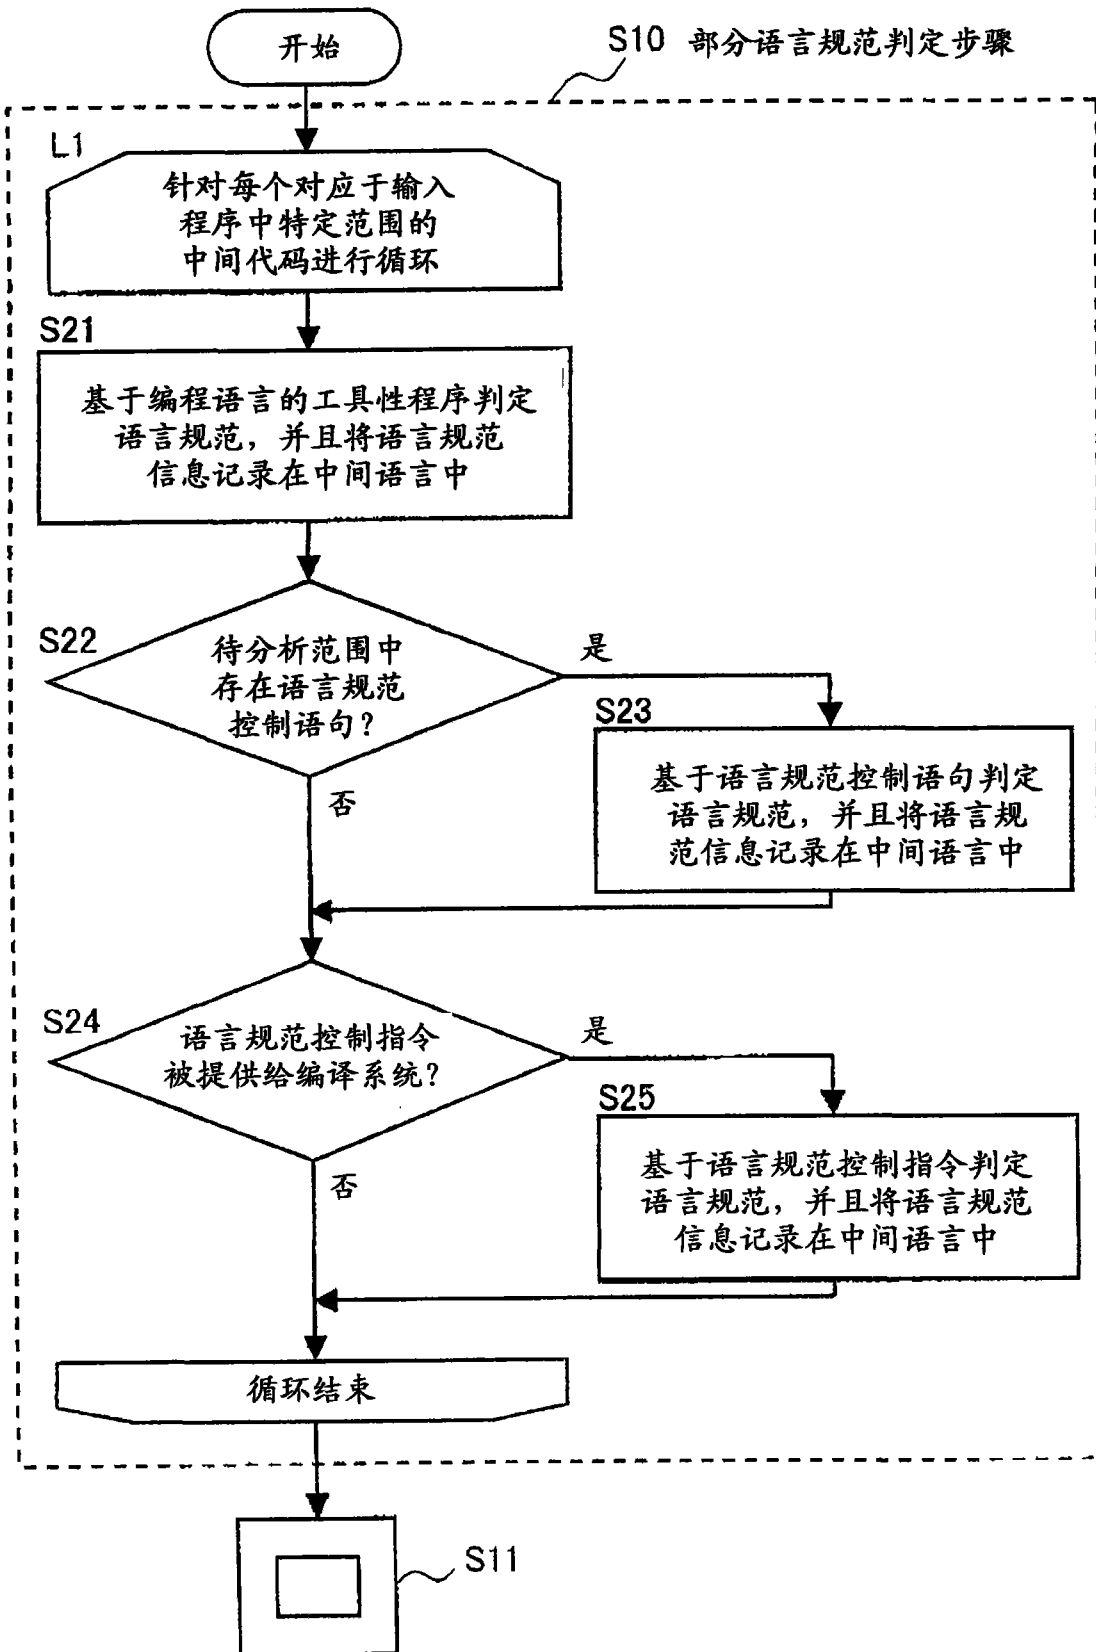 开始
S10 部分语言规范判定步骤
L1
针对每个对应于输入
程序中特定范围的
中间代码进行循环
S21
基于编程语言的工具性程序判定
语言规范，并且将语言规范
信息记录在中间语言中
S22
待分析范围中
存在语言规范
控制语句?
是
否
S23
基于语言规范控制语句判定
语言规范，并且将语言规
范信息记录在中间语言中
S24
语言规范控制指令
被提供给编译系统?
是
否
S25
基于语言规范控制指令判定
语言规范，并且将语言规范
信息记录在中间语言中
循环结束
S11